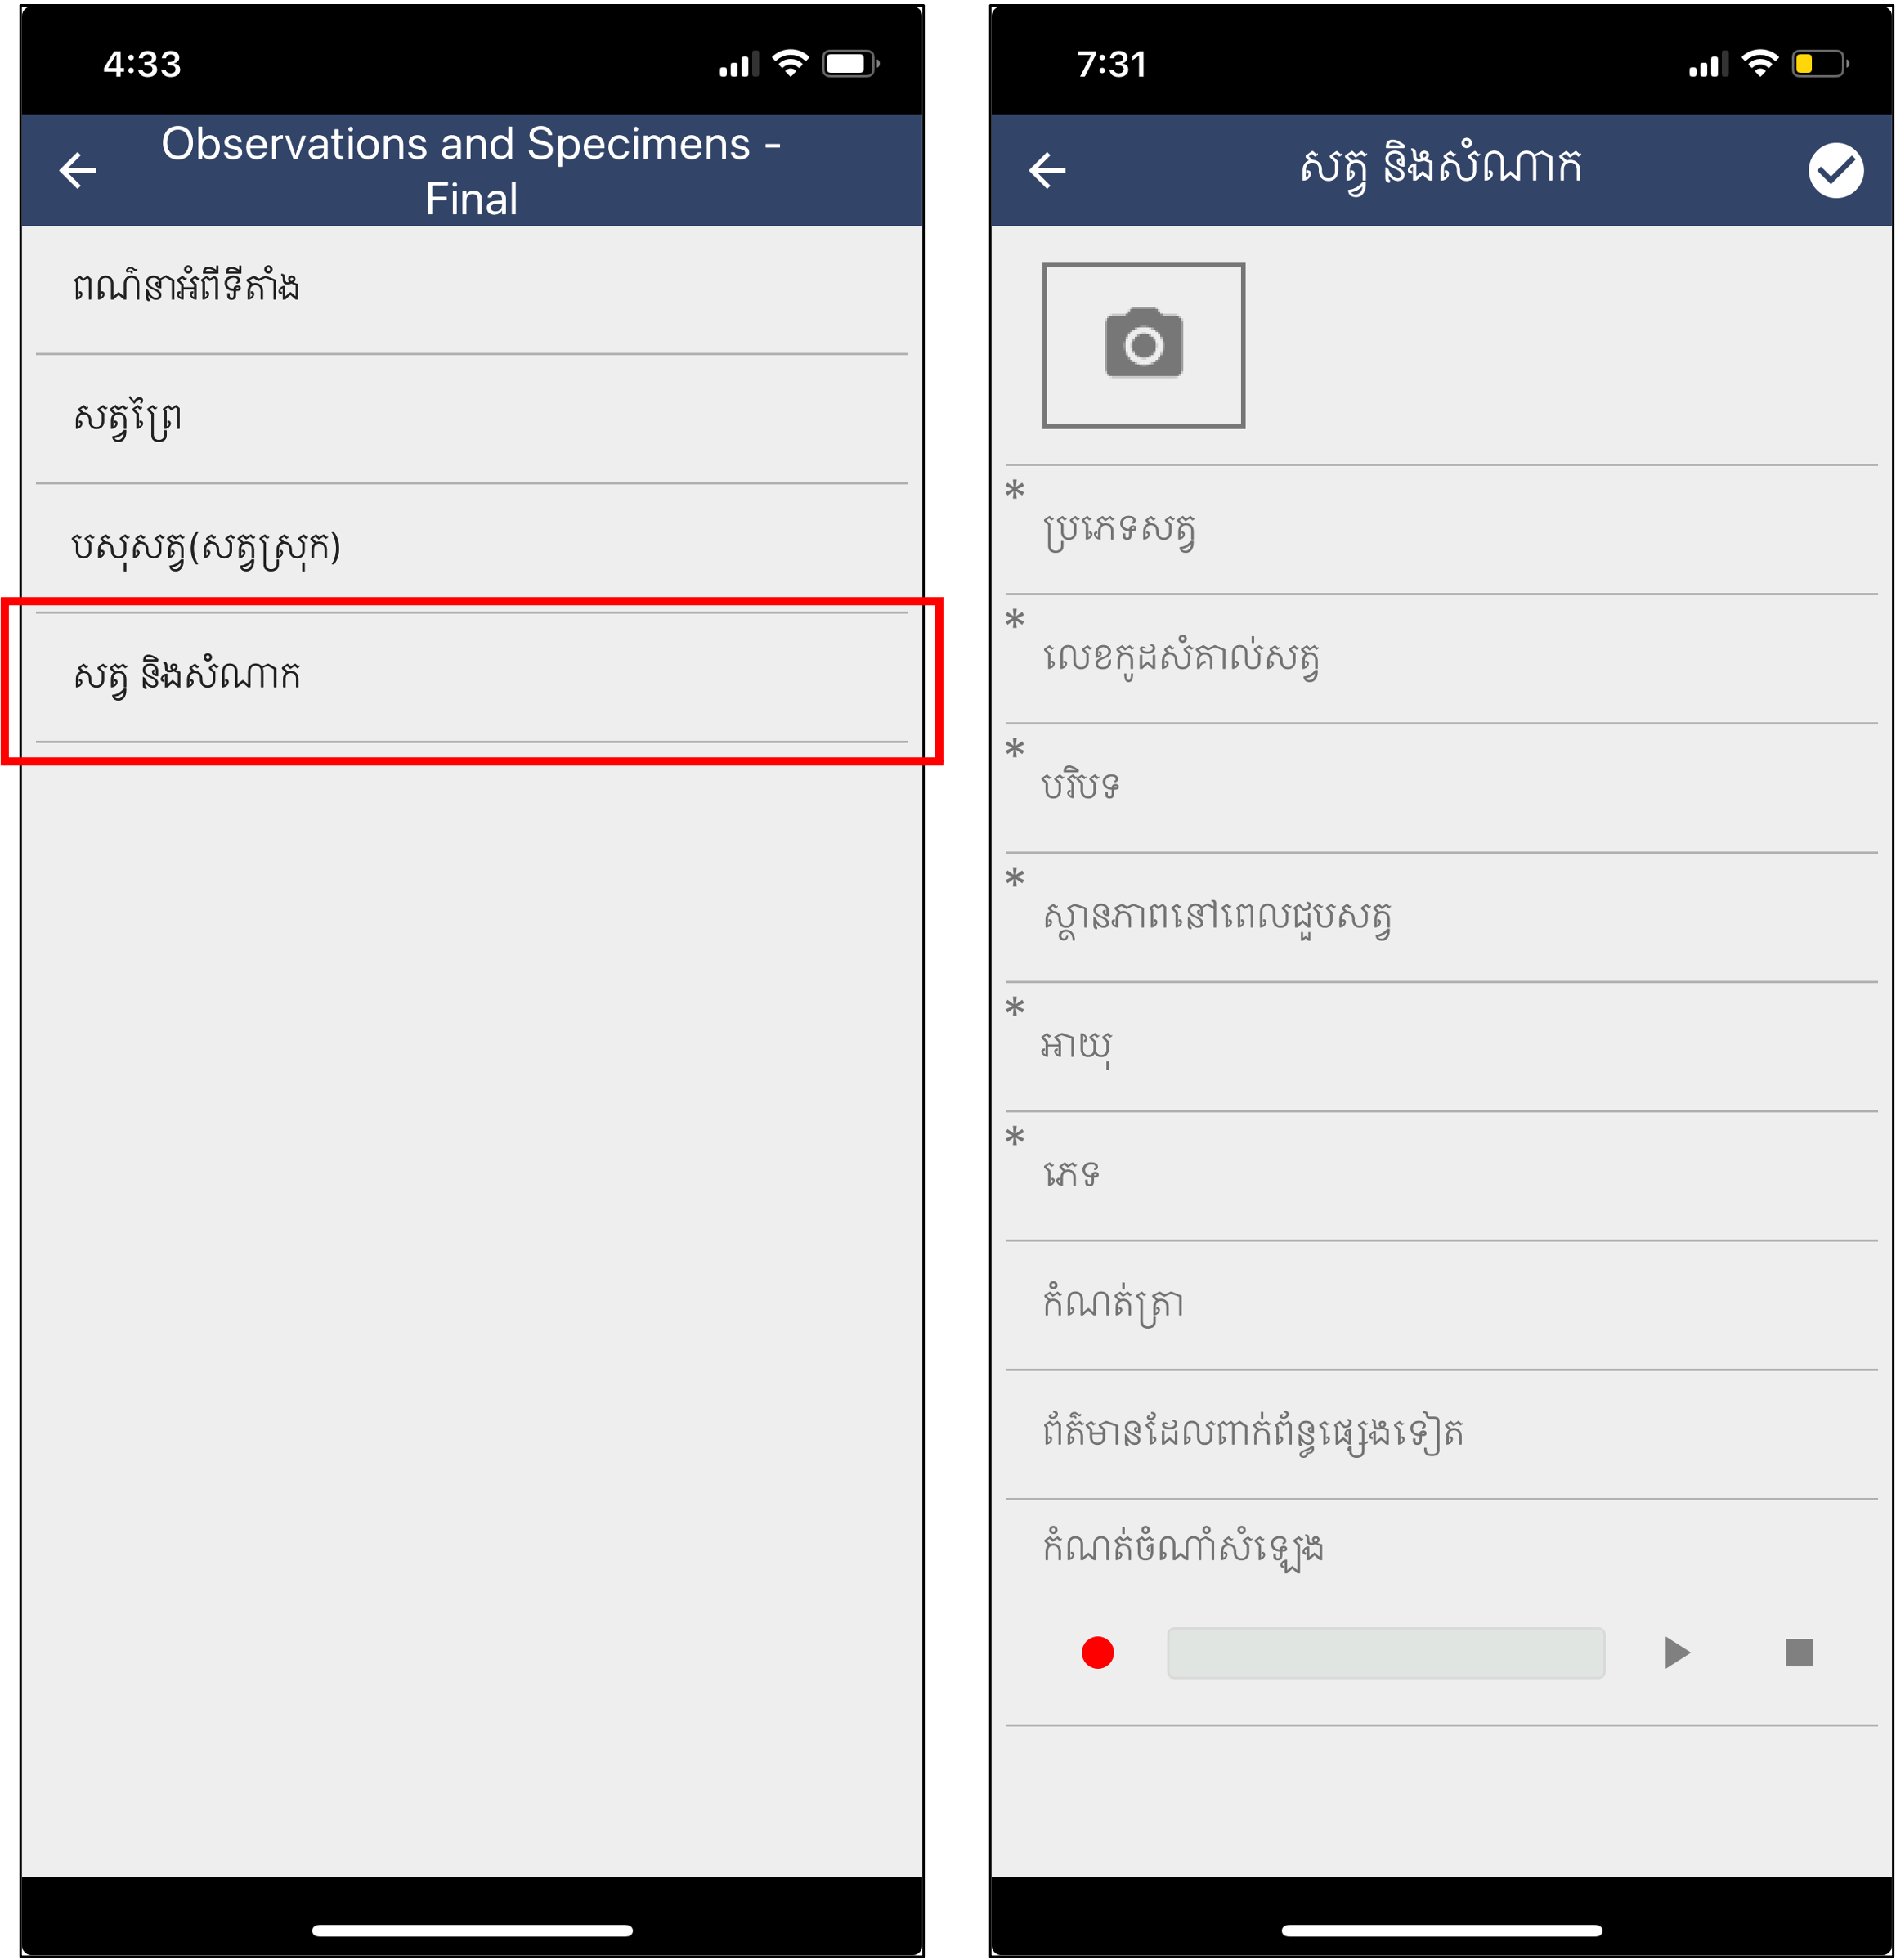 4:33
Observations and Specimens -
Final
ពណ៌នាអំពីទីតាំង
សត្វព្រៃ
បសុសត្វ(សត្វស្រុក)
សត្វ និងសំណាក
7:31
សត្វ និងសំណាក
*
ប្រភេទសត្វ
*
លេខកូដសំគាល់សត្វ
*
បរិបទ
*
ស្ថានភាពនៅពេលជួបសត្វ
*
អាយុ
*
ភេទ
កំណត់ត្រា
ព័ត៌មានដែលពាក់ព័ន្ធផ្សេងទៀត
កំណត់ចំណាំសំឡេង